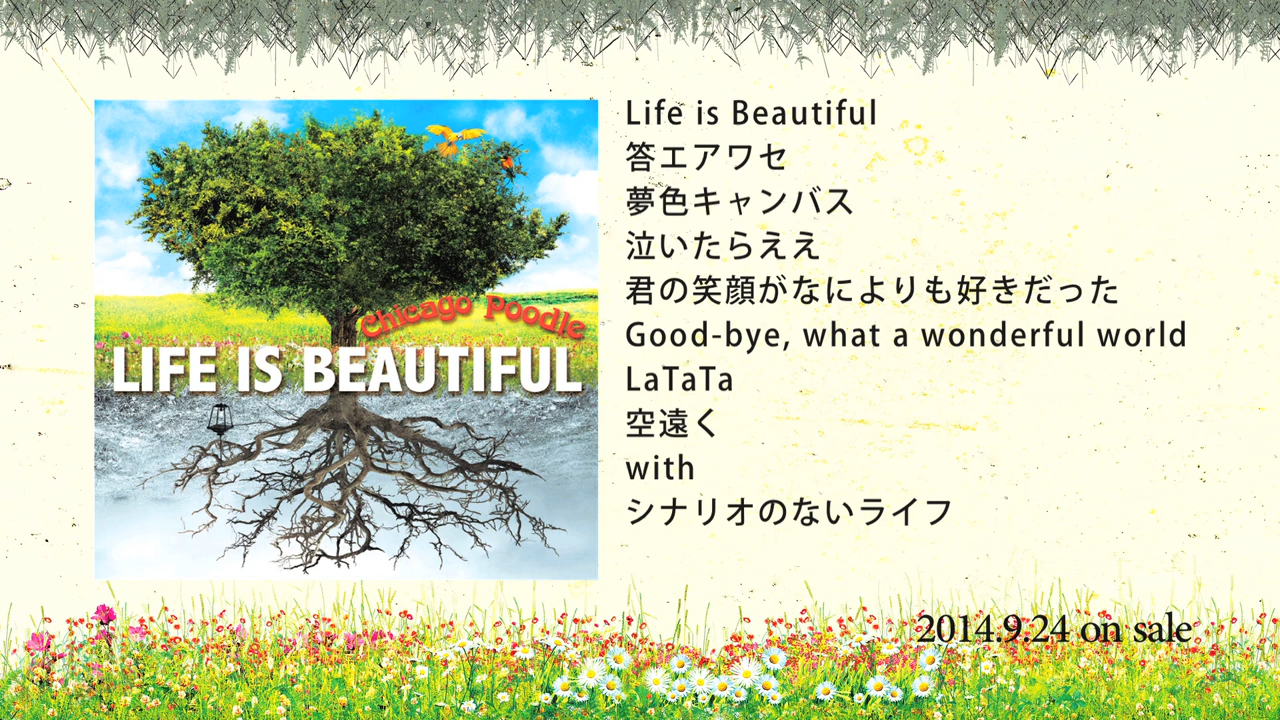 Chicago Poodle
LIFE IS BEAUTIFUL
Life is Beautiful
答エアワセ
夢色キャンバス
泣いたらええ
君の笑顔がなによりも好きだった
Good-bye, what a wonderful world
LaTaTa
空遠く
with
シナリオのないライフ
2014.9.24 on sale